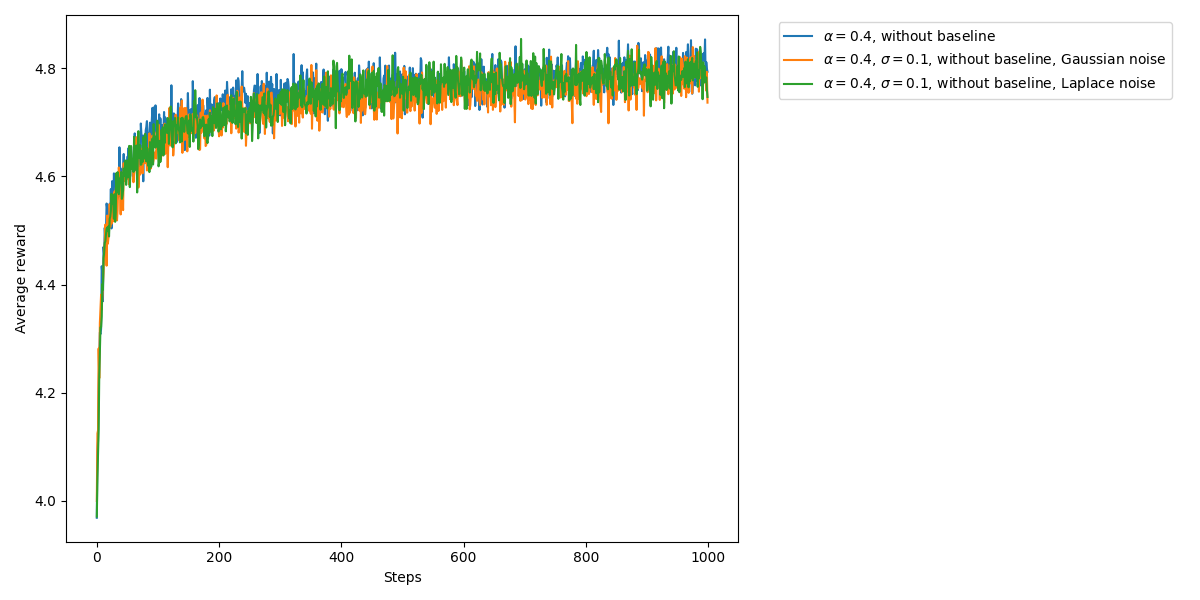 α = 0.4, without baseline
α = 0.4, σ = 0.1, without baseline, Gaussian noise
α = 0.4, σ = 0.1, without baseline, Laplace noise
Average reward
4.8
4.6
4.4
4.2
4.0
0 200 400 600 800 1000
Steps